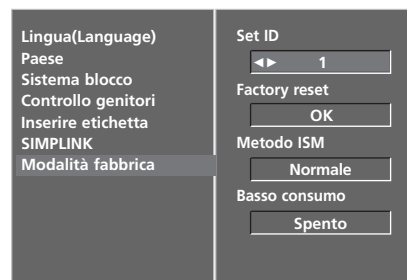 Lingua(Language)
Paese
Sistema blocco
Controllo genitori
Inserire etichetta
SIMPLINK
Modalità fabbrica
Set ID
◄► 1
Factory reset
OK
Metodo ISM
Normale
Basso consumo
Spento